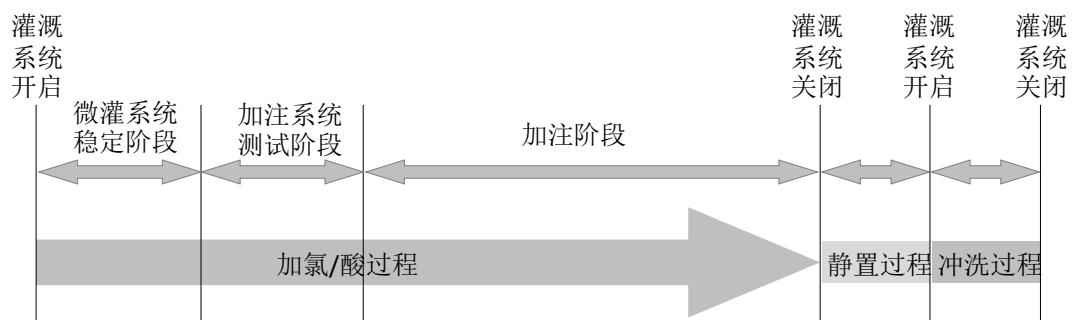 灌溉
系统
开启
灌溉
系统
关闭
灌溉
系统
开启
灌溉
系统
关闭
微灌系统
稳定阶段
加注系统
测试阶段
加注阶段
加氯/酸过程
静置过程
冲洗过程